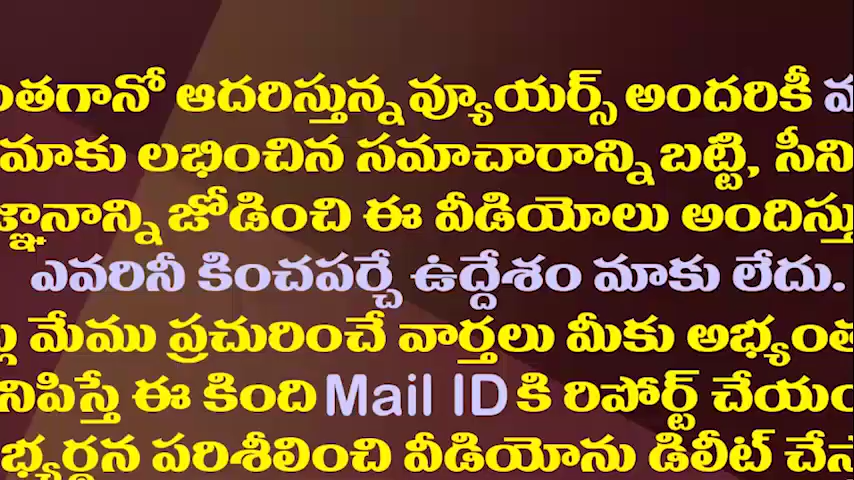 ంతగానో ఆదరిస్తున్న వ్యూయర్స్ అందరికీ
మాకు లభించిన సమాచారాన్ని బట్టి, సీని
జ్ఞానాన్ని జోడించి ఈ వీడియోలు అందిస్తు
ఎవరినీ కించపర్చే ఉద్దేశం మాకు లేదు.
మేము ప్రచురించే వార్తలు మీకు అభ్యంత
నిపిస్తే ఈ కింది Mail ID కి రిపోర్ట్ చేయం
భ్యర్ధన పరిశీలించి వీడియోను డిలీట్ చేస